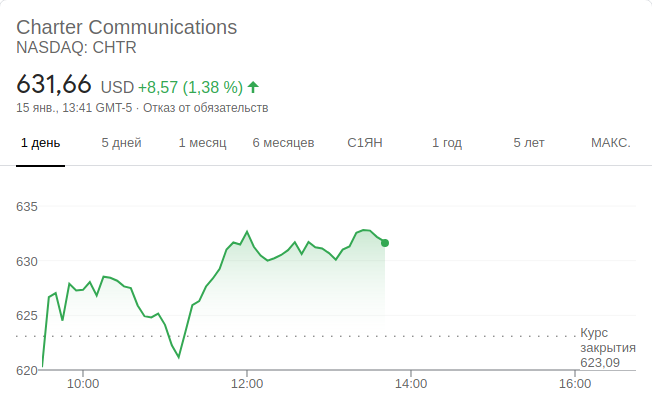 Charter Communications
NASDAQ: CHTR
631,66 USD +8,57 (1,38 %)
15 янв., 13:41 GMT-5 · Отказ от обязательств
1 день 5 дней 1 месяц 6 месяцев С1ЯН 1 год 5 лет МАКС.
635
630
625
620
Курс
закрытия
623,09
10:00 12:00 14:00 16:00